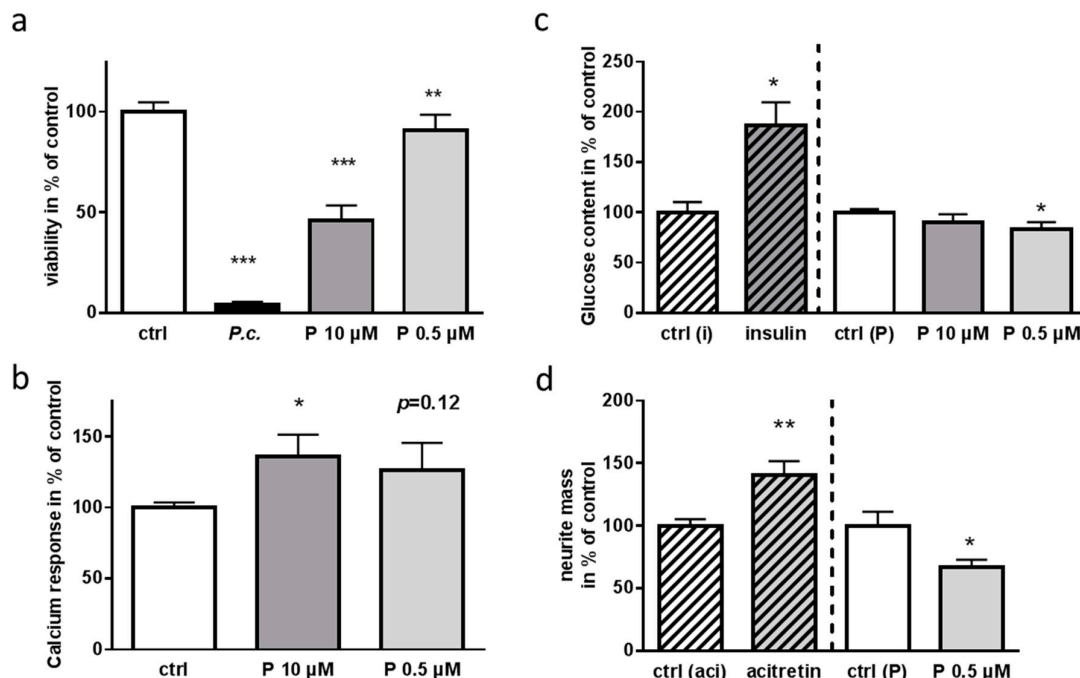 a
viability in % of control
100
50
0
**
***
***
ctrl
P.c.
P 10 µM
P 0.5 µM
b
Calcium response in % of control
150
100
50
0
*
p=0.12
ctrl
P 10 µM
P 0.5 µM
c
Glucose content in % of control
250
200
150
100
50
0
*
*
ctrl (i)
insulin
ctrl (P)
P 10 µM
P 0.5 µM
d
neurite mass
in % of control
200
150
100
50
0
**
*
ctrl (aci)
acitretin
ctrl (P)
P 0.5 µM